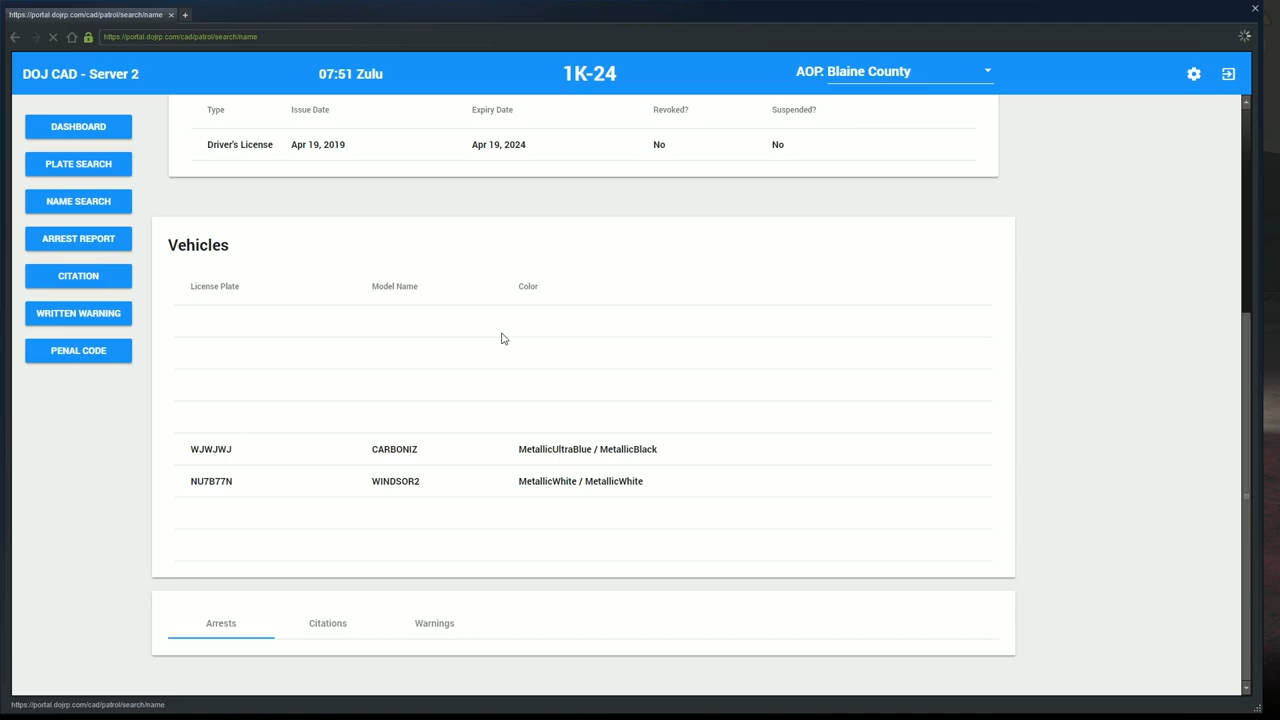 https://portal.dojrp.com/cad/patrol/search/name × +
https://portal.dojrp.com/cad/patrol/search/name
DOJ CAD - Server 2 07:51 Zulu 1K-24 AOP: Blaine County
DASHBOARD
PLATE SEARCH
NAME SEARCH
ARREST REPORT
CITATION
WRITTEN WARNING
PENAL CODE
Type Issue Date Expiry Date Revoked? Suspended?
Driver's License Apr 19, 2019 Apr 19, 2024 No No
Vehicles
License Plate Model Name Color
WJWJWJ CARBONIZ MetallicUltraBlue / MetallicBlack
NU7B77N WINDSOR2 MetallicWhite / MetallicWhite
Arrests Citations Warnings
https://portal.dojrp.com/cad/patrol/search/name